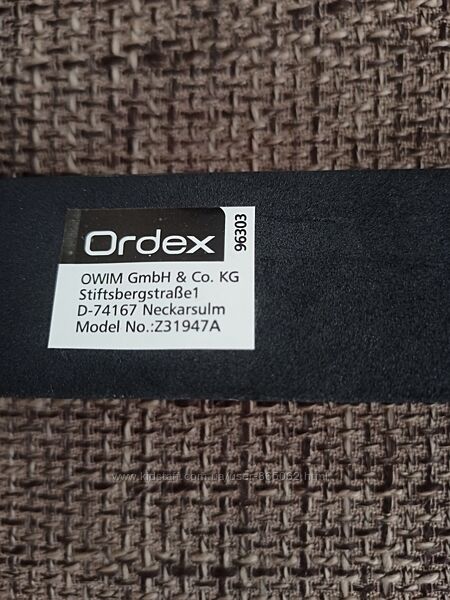 Ordex
96303
OWIM GmbH & Co. KG
Stiftsbergstraße1
D-74167 Neckarsulm
Model No.:Z31947A